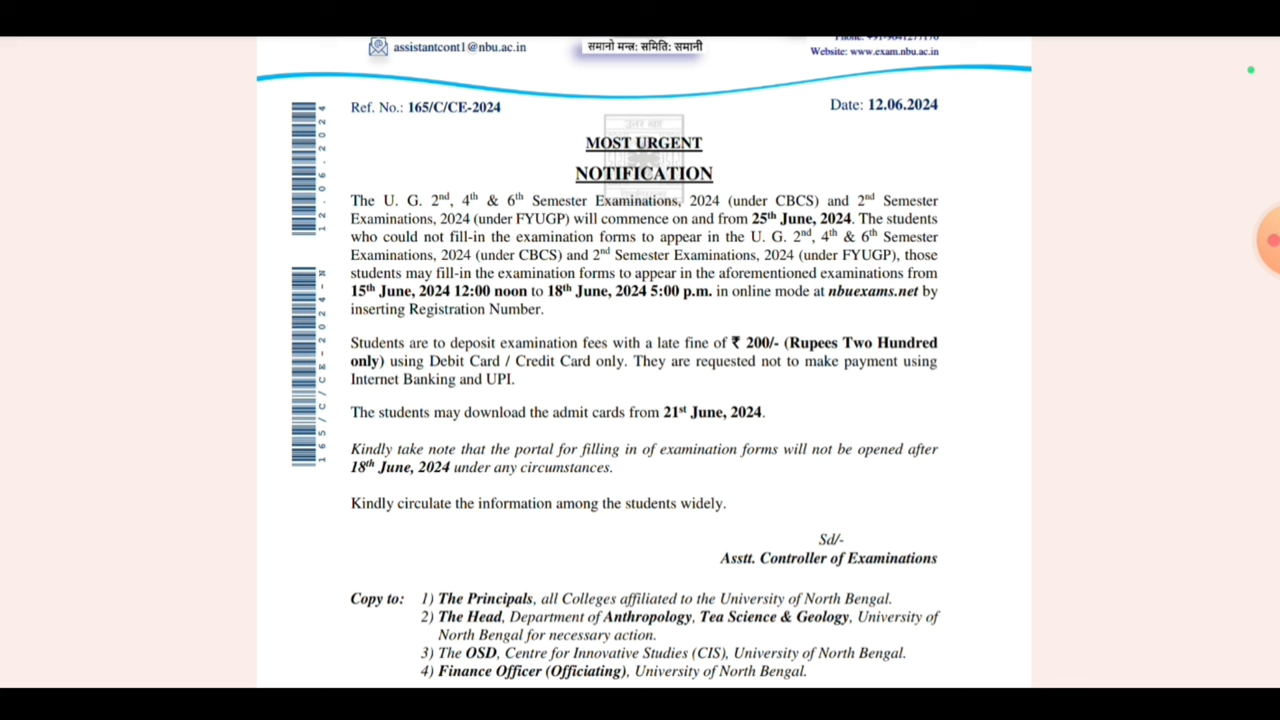 assistantcont1@nbu.ac.in
समानो मन्त्र: समिति: समानी
Website: www.exam.nbu.ac.in
Ref. No.: 165/C/CE-2024
Date: 12.06.2024
12.06.2024
165/C/CE-2024-N
MOST URGENT
NOTIFICATION
The U. G. 2nd, 4th & 6th Semester Examinations, 2024 (under CBCS) and 2nd Semester
Examinations, 2024 (under FYUGP) will commence on and from 25th June, 2024. The students
who could not fill-in the examination forms to appear in the U. G. 2nd, 4th & 6th Semester
Examinations, 2024 (under CBCS) and 2nd Semester Examinations, 2024 (under FYUGP), those
students may fill-in the examination forms to appear in the aforementioned examinations from
15th June, 2024 12:00 noon to 18th June, 2024 5:00 p.m. in online mode at nbuexams.net by
inserting Registration Number.
Students are to deposit examination fees with a late fine of ₹ 200/- (Rupees Two Hundred
only) using Debit Card / Credit Card only. They are requested not to make payment using
Internet Banking and UPI.
The students may download the admit cards from 21st June, 2024.
Kindly take note that the portal for filling in of examination forms will not be opened after
18th June, 2024 under any circumstances.
Kindly circulate the information among the students widely.
Sd/-
Asstt. Controller of Examinations
Copy to: 1) The Principals, all Colleges affiliated to the University of North Bengal.
2) The Head, Department of Anthropology, Tea Science & Geology, University of
North Bengal for necessary action.
3) The OSD, Centre for Innovative Studies (CIS), University of North Bengal.
4) Finance Officer (Officiating), University of North Bengal.